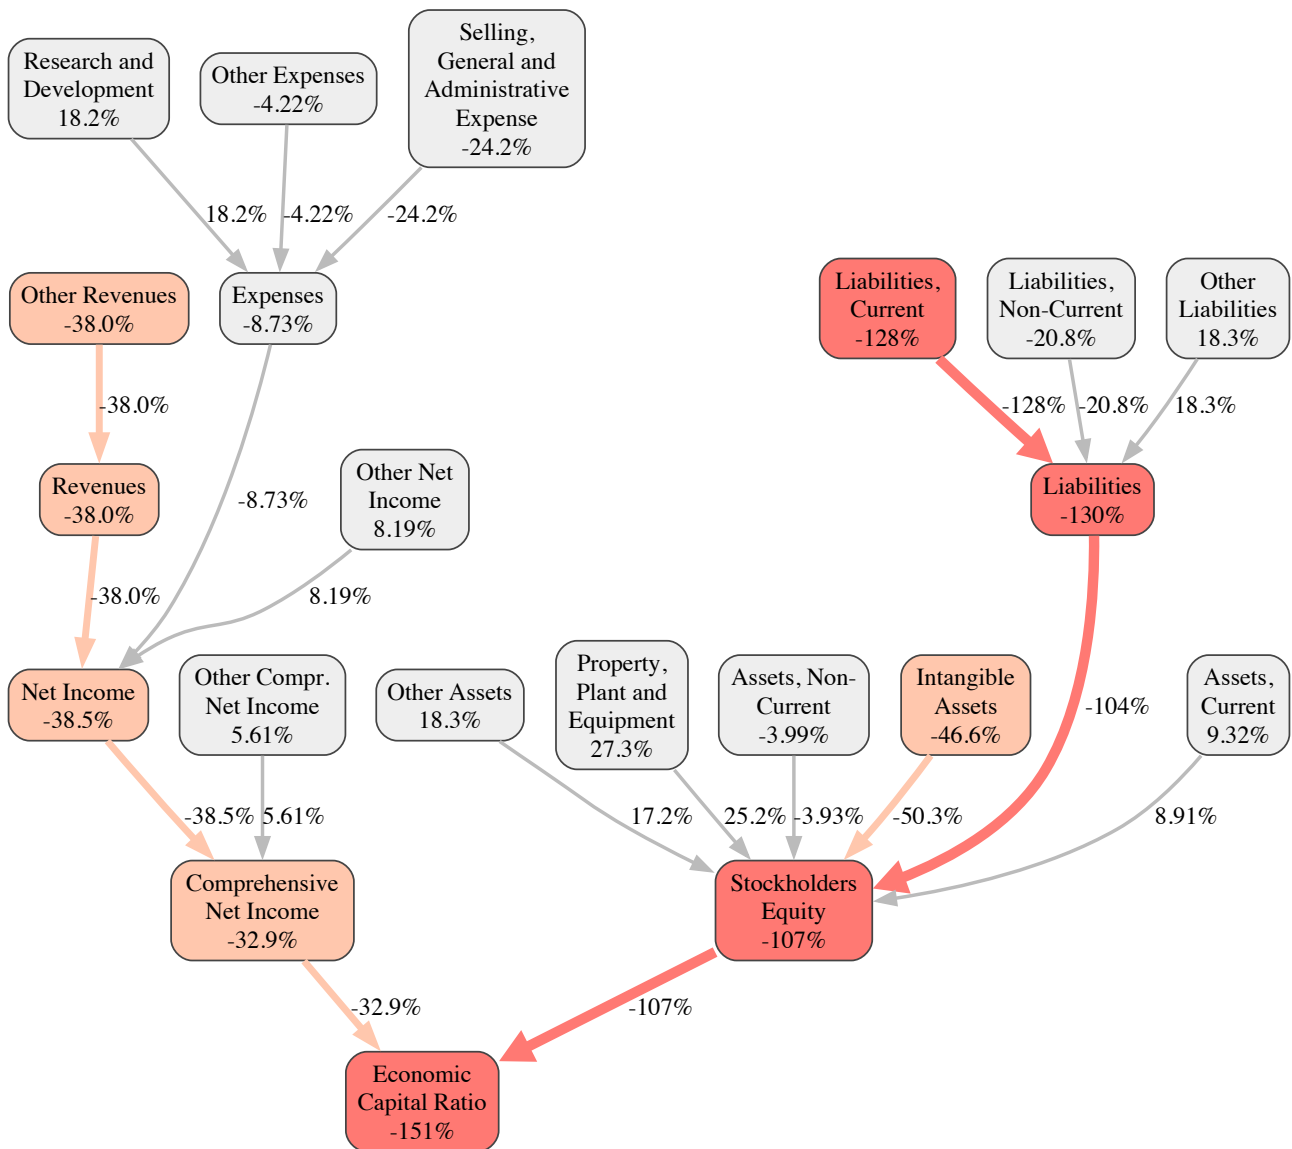 Research and
Development
18.2%
Other Expenses
-4.22%
Selling,
General and
Administrative
Expense
-24.2%
18.2%
-4.22%
-24.2%
Other Revenues
-38.0%
Expenses
-8.73%
Liabilities,
Current
-128%
Liabilities,
Non-Current
-20.8%
Other
Liabilities
18.3%
-38.0%
-128%
-20.8%
18.3%
Revenues
-38.0%
-8.73%
Other Net
Income
8.19%
Liabilities
-130%
-38.0%
8.19%
Net Income
-38.5%
Other Compr.
Net Income
5.61%
Other Assets
18.3%
Property,
Plant and
Equipment
27.3%
Assets, Non-
Current
-3.99%
Intangible
Assets
-46.6%
-104%
Assets,
Current
9.32%
-38.5%
5.61%
17.2%
25.2%
-3.93%
-50.3%
8.91%
Comprehensive
Net Income
-32.9%
Stockholders
Equity
-107%
-32.9%
-107%
Economic
Capital Ratio
-151%